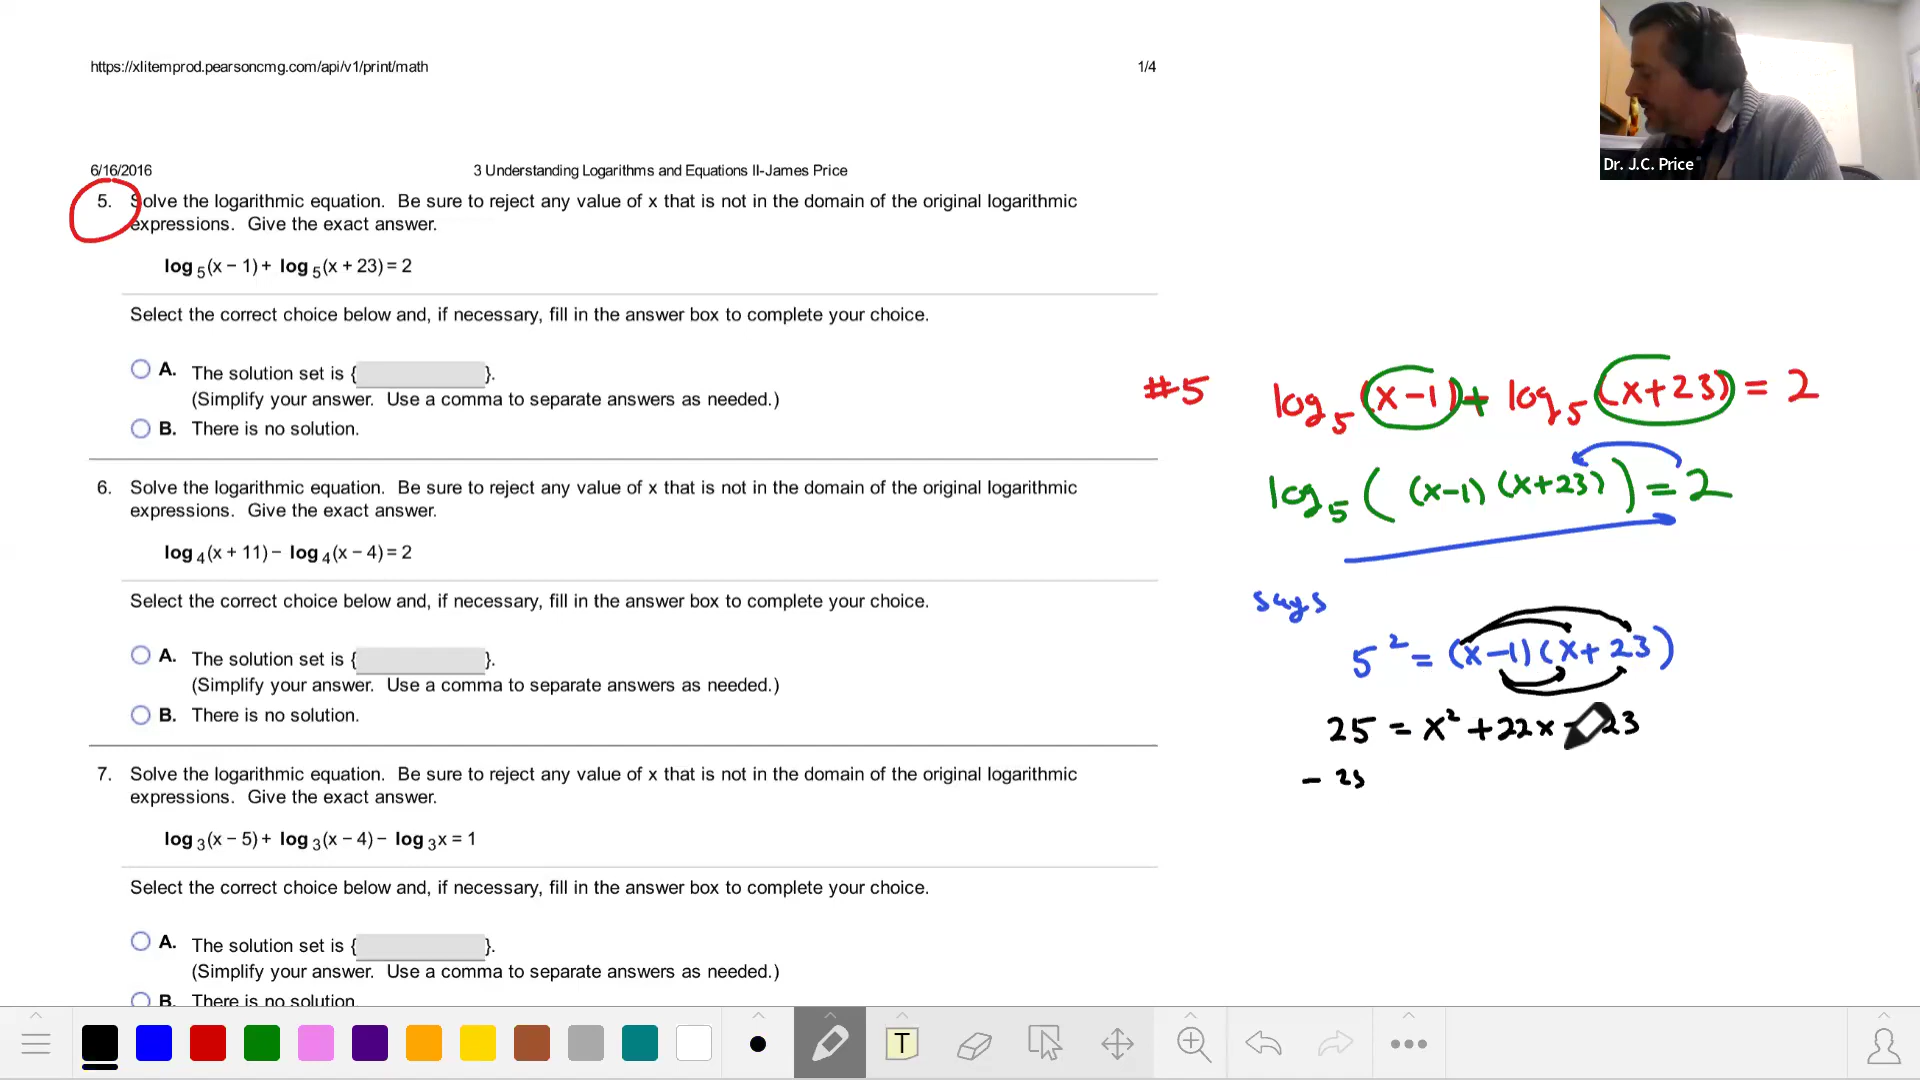 https://xlitemprod.pearsoncmg.com/api/v1/print/math 1/4
6/16/2016 3 Understanding Logarithms and Equations II-James Price
5. Solve the logarithmic equation. Be sure to reject any value of x that is not in the domain of the original logarithmic
expressions. Give the exact answer.
log 5(x − 1)+ log 5(x + 23)= 2
Select the correct choice below and, if necessary, fill in the answer box to complete your choice.
A. The solution set is { }.
(Simplify your answer. Use a comma to separate answers as needed.)
B. There is no solution.
6. Solve the logarithmic equation. Be sure to reject any value of x that is not in the domain of the original logarithmic
expressions. Give the exact answer.
log 4(x + 11)− log 4(x − 4)= 2
Select the correct choice below and, if necessary, fill in the answer box to complete your choice.
A. The solution set is { }.
(Simplify your answer. Use a comma to separate answers as needed.)
B. There is no solution.
7. Solve the logarithmic equation. Be sure to reject any value of x that is not in the domain of the original logarithmic
expressions. Give the exact answer.
log 3(x − 5)+ log 3(x − 4)− log 3x = 1
Select the correct choice below and, if necessary, fill in the answer box to complete your choice.
A. The solution set is { }.
(Simplify your answer. Use a comma to separate answers as needed.)
B. There is no solution.
Dr. J.C. Price
#5 log₅(x−1)+ log₅(x+23) = 2
log₅( (x−1)(x+23) ) = 2
says
5² = (x−1)(x+23)
25 = x² +22x − 23
− 25
T